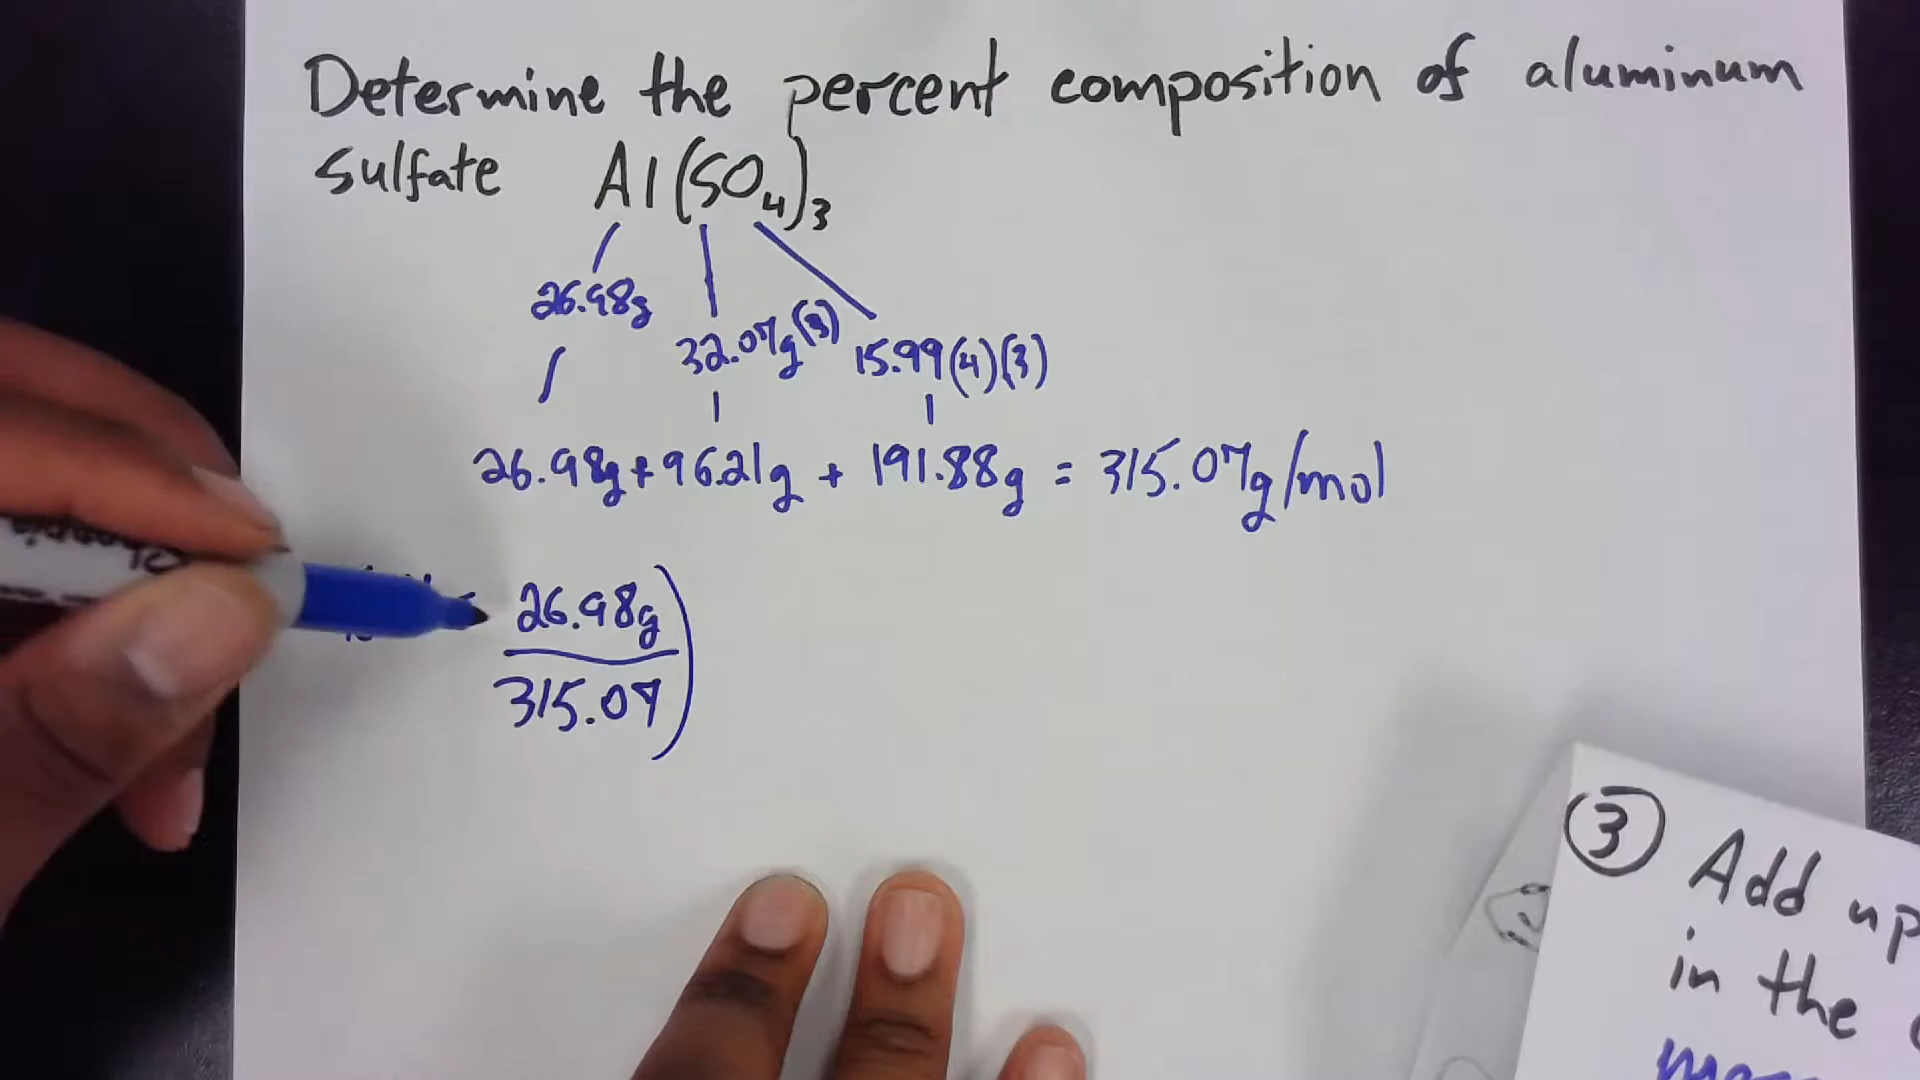 Determine the percent composition of aluminum
sulfate Al(SO₄)₃
26.98g
32.07g(3) 15.99(4)(3)
26.98g+96.21g + 191.88g = 315.07g/mol
26.98g)
315.07
③ Add up
in the
Sharpie